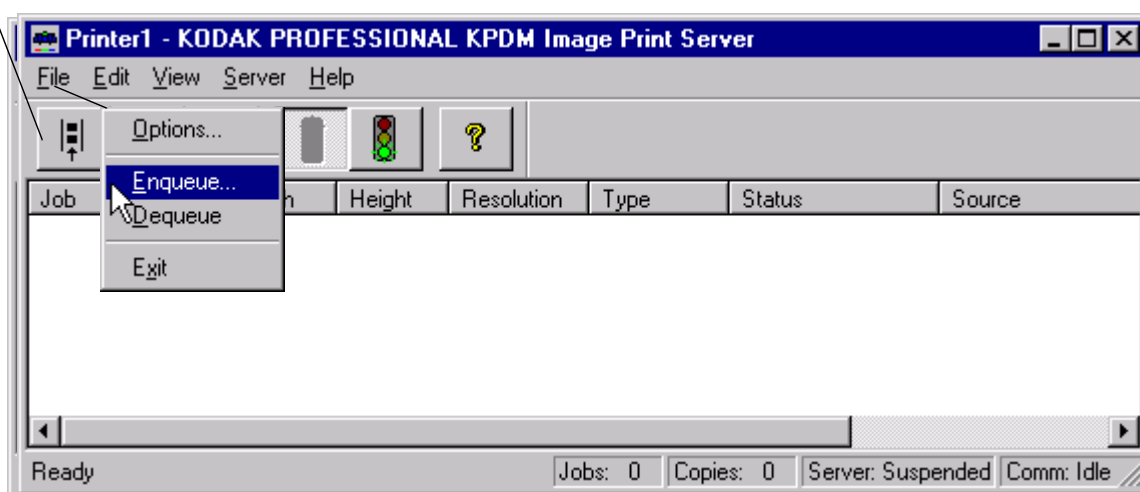 Printer1 - KODAK PROFESSIONAL KPDM Image Print Server
File Edit View Server Help
Options...
Enqueue...
Dequeue
Exit
?
Job h Height Resolution Type Status Source
Ready Jobs: 0 Copies: 0 Server: Suspended Comm: Idle